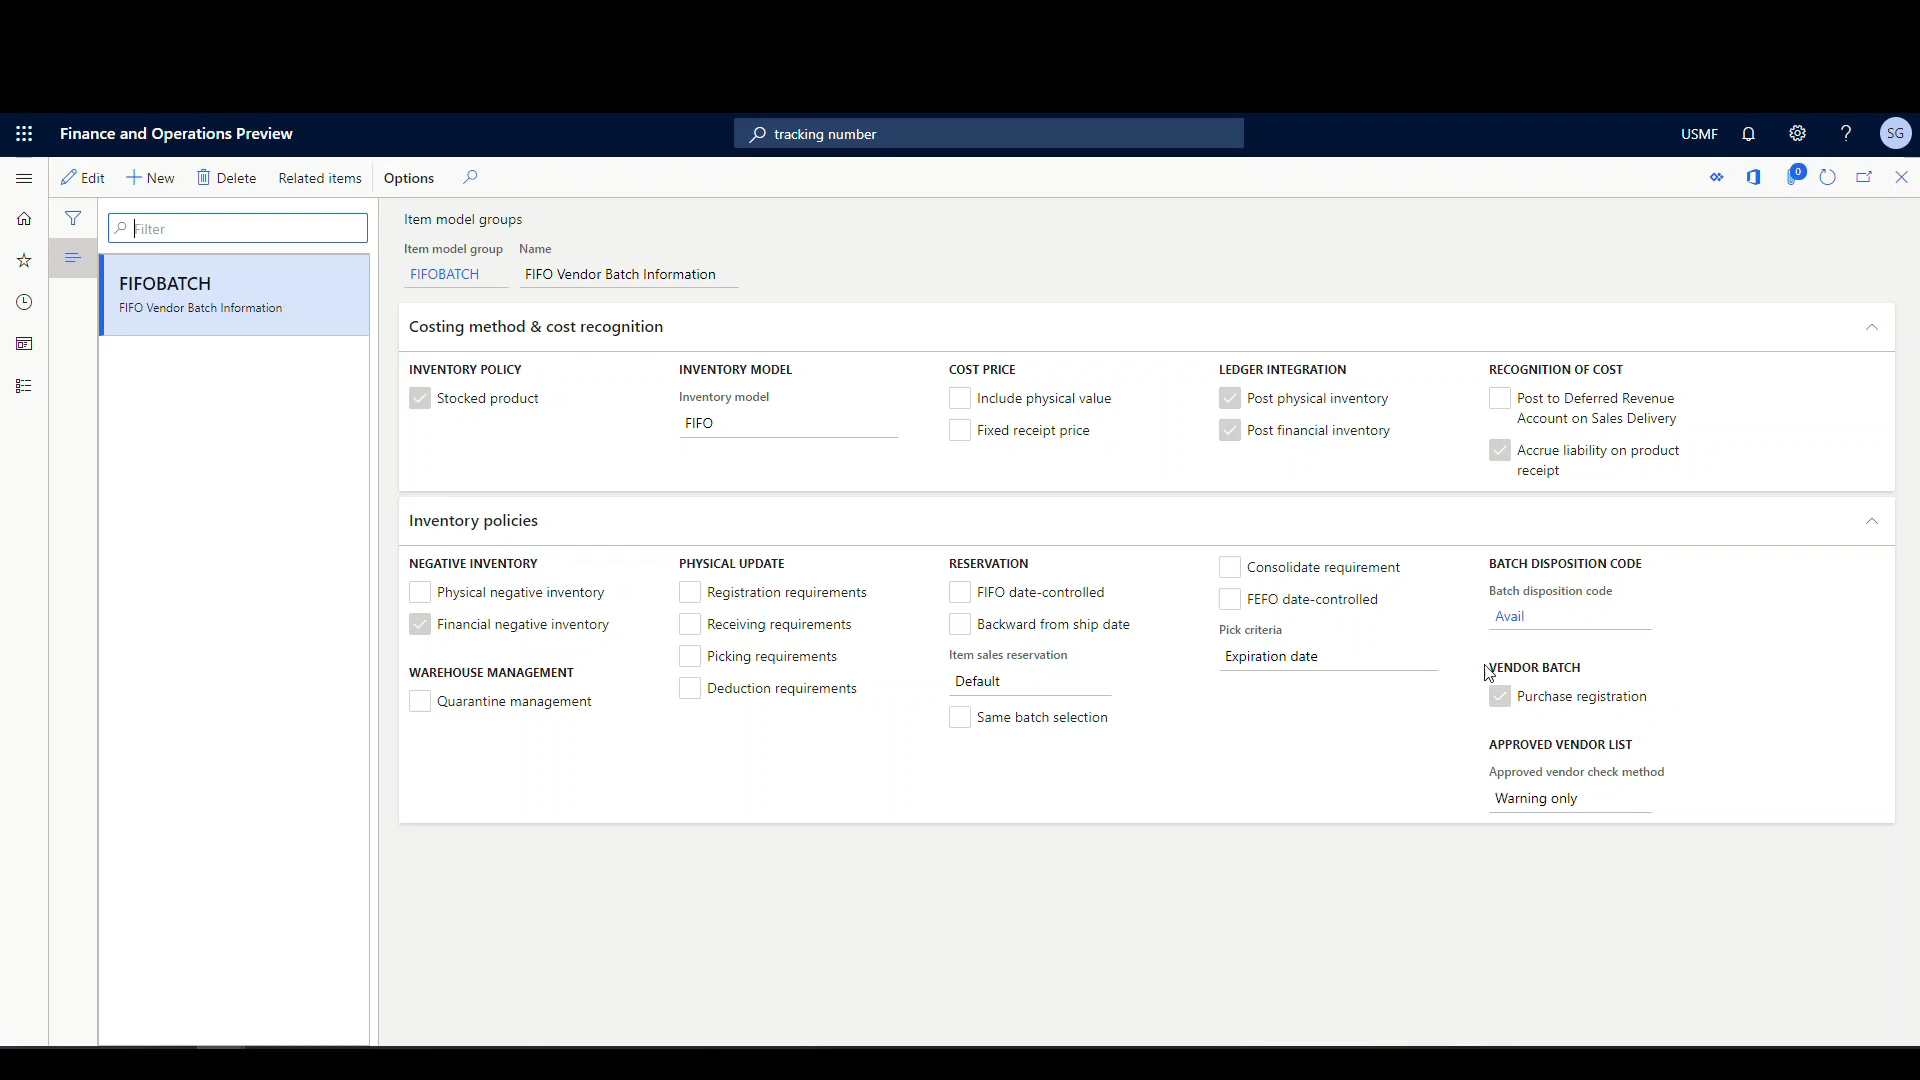 Finance and Operations Preview
tracking number
USMF
?
SG
Edit
New
Delete
Related items
Options
0
Filter
FIFOBATCH
FIFO Vendor Batch Information
Item model groups
Item model group Name
FIFOBATCH FIFO Vendor Batch Information
Costing method & cost recognition
INVENTORY POLICY
Stocked product
INVENTORY MODEL
Inventory model
FIFO
COST PRICE
Include physical value
Fixed receipt price
LEDGER INTEGRATION
Post physical inventory
Post financial inventory
RECOGNITION OF COST
Post to Deferred Revenue
Account on Sales Delivery
Accrue liability on product
receipt
Inventory policies
NEGATIVE INVENTORY
Physical negative inventory
Financial negative inventory
WAREHOUSE MANAGEMENT
Quarantine management
PHYSICAL UPDATE
Registration requirements
Receiving requirements
Picking requirements
Deduction requirements
RESERVATION
FIFO date-controlled
Backward from ship date
Item sales reservation
Default
Same batch selection
Consolidate requirement
FEFO date-controlled
Pick criteria
Expiration date
BATCH DISPOSITION CODE
Batch disposition code
Avail
VENDOR BATCH
Purchase registration
APPROVED VENDOR LIST
Approved vendor check method
Warning only